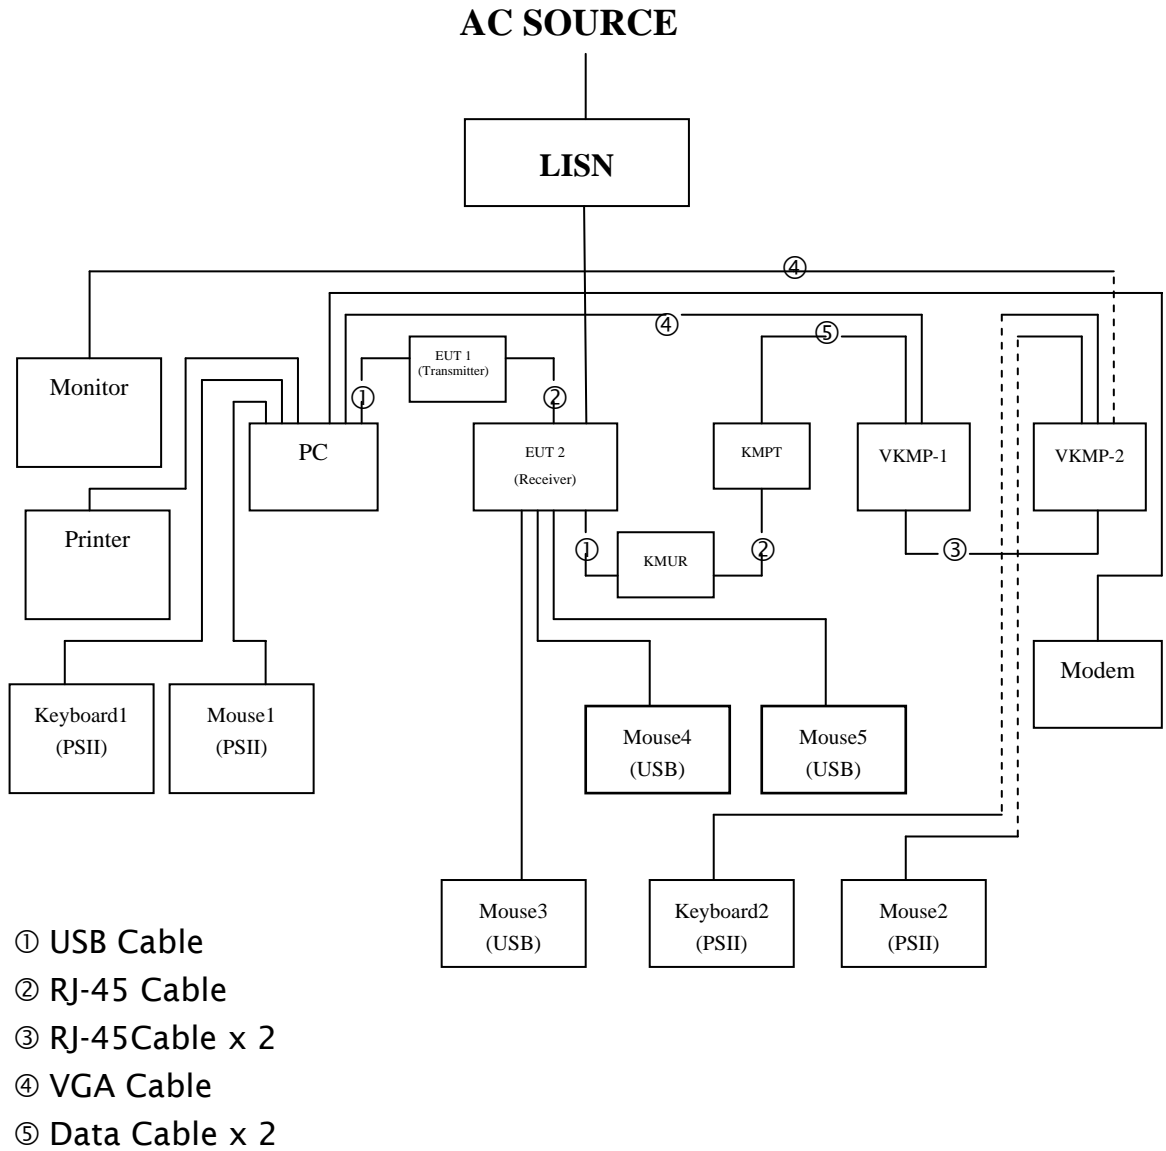 AC SOURCE
LISN
④
④
⑤
EUT 1
(Transmitter)
Monitor
①
②
PC
EUT 2
(Receiver)
KMPT
VKMP-1
VKMP-2
Printer
①
KMUR
②
③
Modem
Keyboard1
(PSII)
Mouse1
(PSII)
Mouse4
(USB)
Mouse5
(USB)
Mouse3
(USB)
Keyboard2
(PSII)
Mouse2
(PSII)
① USB Cable
② RJ-45 Cable
③ RJ-45Cable x 2
④ VGA Cable
⑤ Data Cable x 2